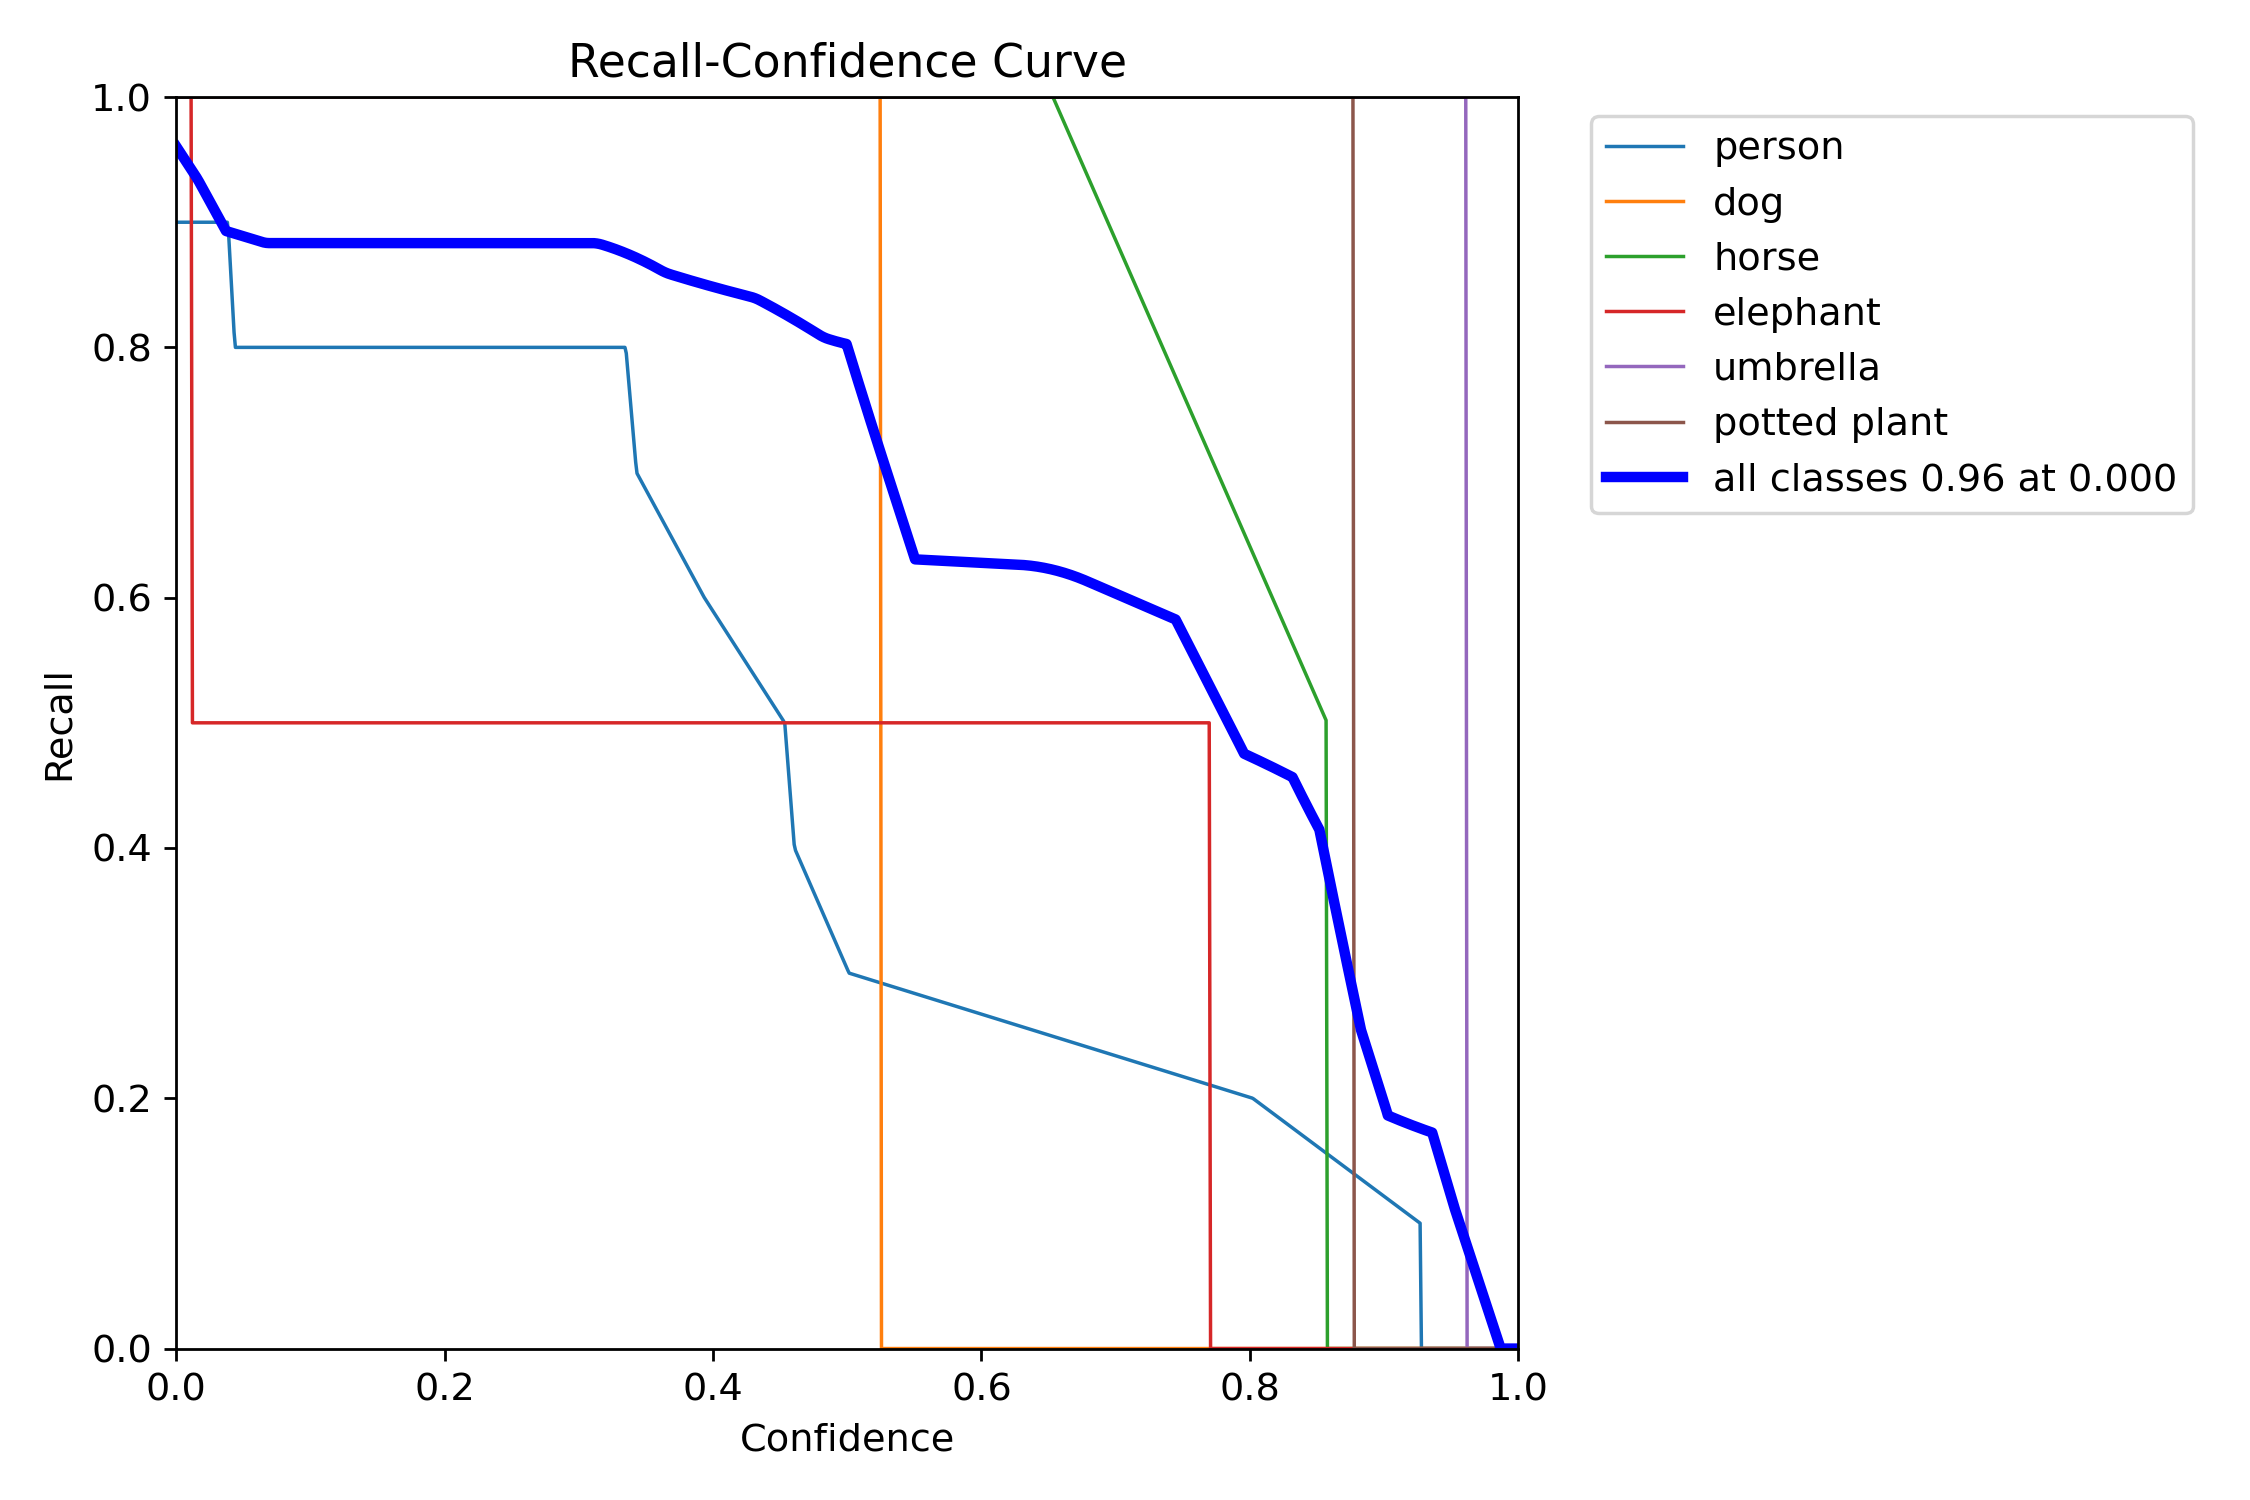 Recall-Confidence Curve
1.0
0.8
0.6
0.4
0.2
0.0
Recall
0.0 0.2 0.4 0.6 0.8 1.0
Confidence
person
dog
horse
elephant
umbrella
potted plant
all classes 0.96 at 0.000